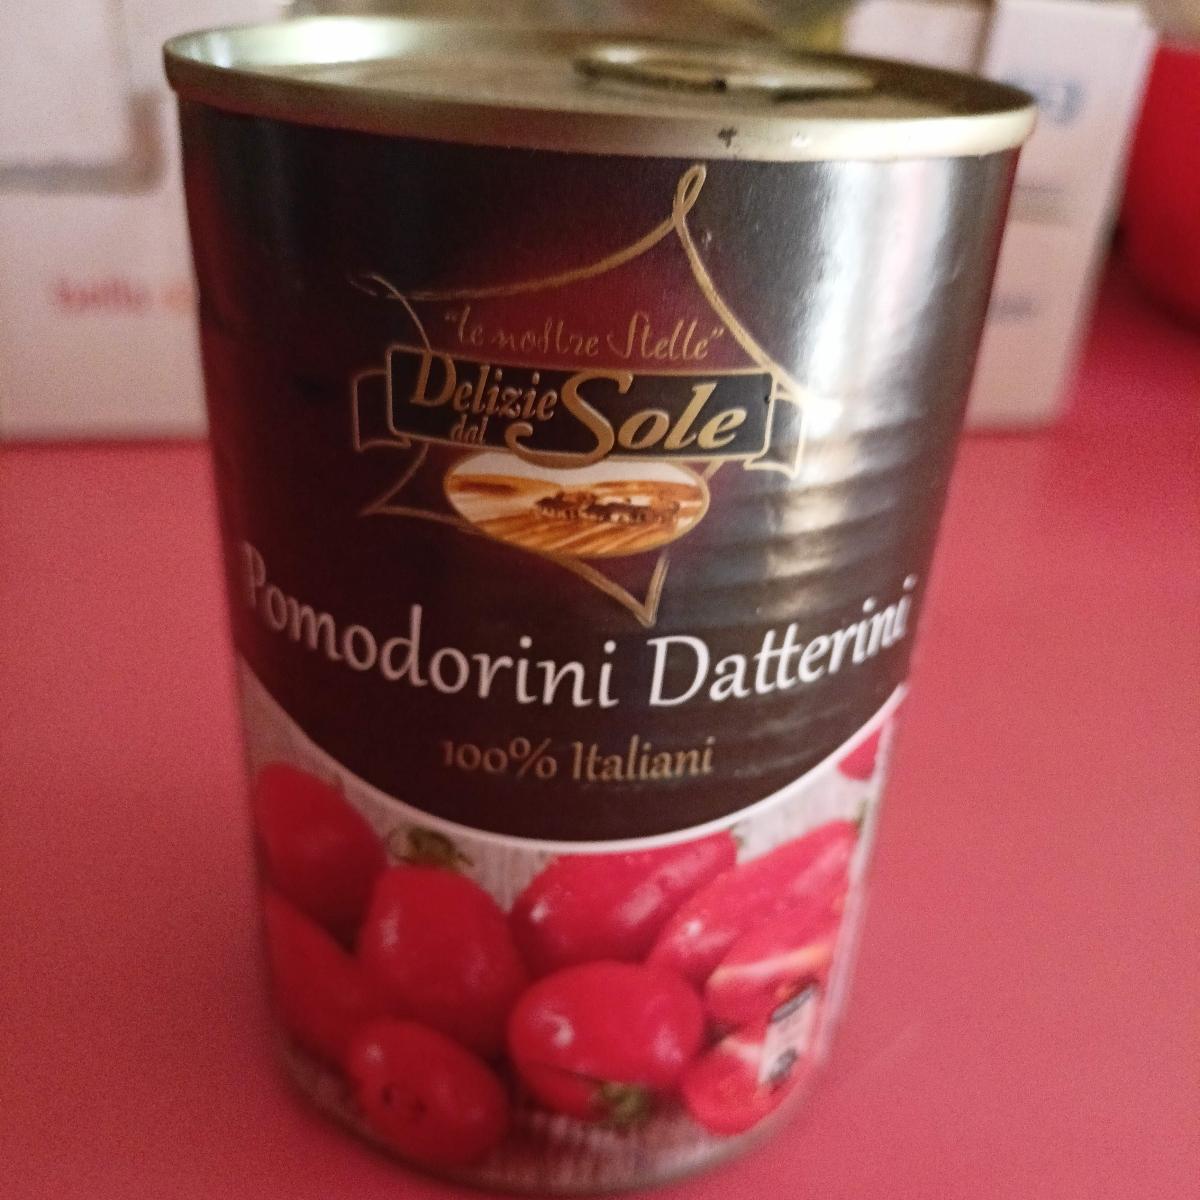 "le nostre Stelle"
Delizie
dal Sole
Pomodorini Datterini
100% Italiani